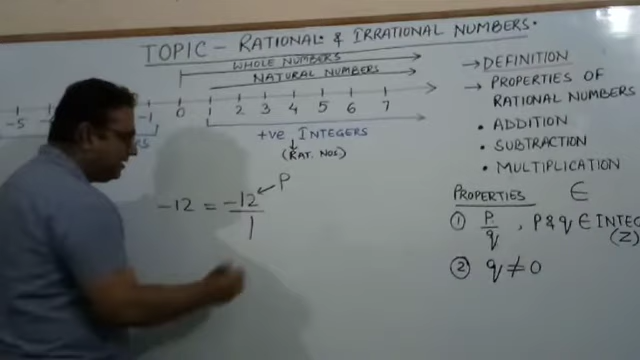 TOPIC - RATIONAL & IRRATIONAL NUMBERS.
WHOLE NUMBERS
NATURAL NUMBERS
-5 -1 0 1 2 3 4 5 6 7
+ve INTEGERS
(RAT. NOS)
-12 = -12/1 P
→ DEFINITION
→ PROPERTIES OF
RATIONAL NUMBERS
• ADDITION
• SUBTRACTION
• MULTIPLICATION
PROPERTIES ∈
① P/q , P & q ∈ INTE
(Z)
② q ≠ 0